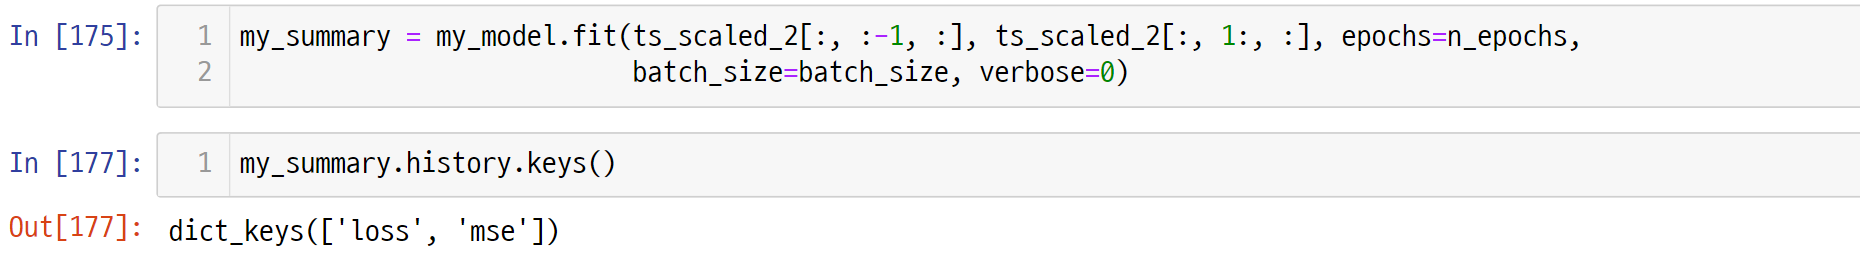 In [175]: 1 my_summary = my_model.fit(ts_scaled_2[:, :-1, :], ts_scaled_2[:, 1:, :], epochs=n_epochs,
2 batch_size=batch_size, verbose=0)
In [177]: 1 my_summary.history.keys()
Out[177]: dict_keys(['loss', 'mse'])